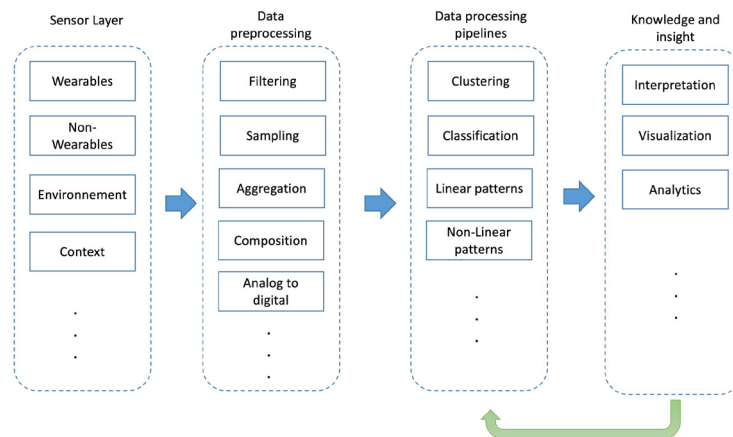 Sensor Layer
Wearables
Non-
Wearables
Environnement
Context
Data
preprocessing
Filtering
Sampling
Aggregation
Composition
Analog to
digital
Data processing
pipelines
Clustering
Classification
Linear patterns
Non-Linear
patterns
Knowledge and
insight
Interpretation
Visualization
Analytics